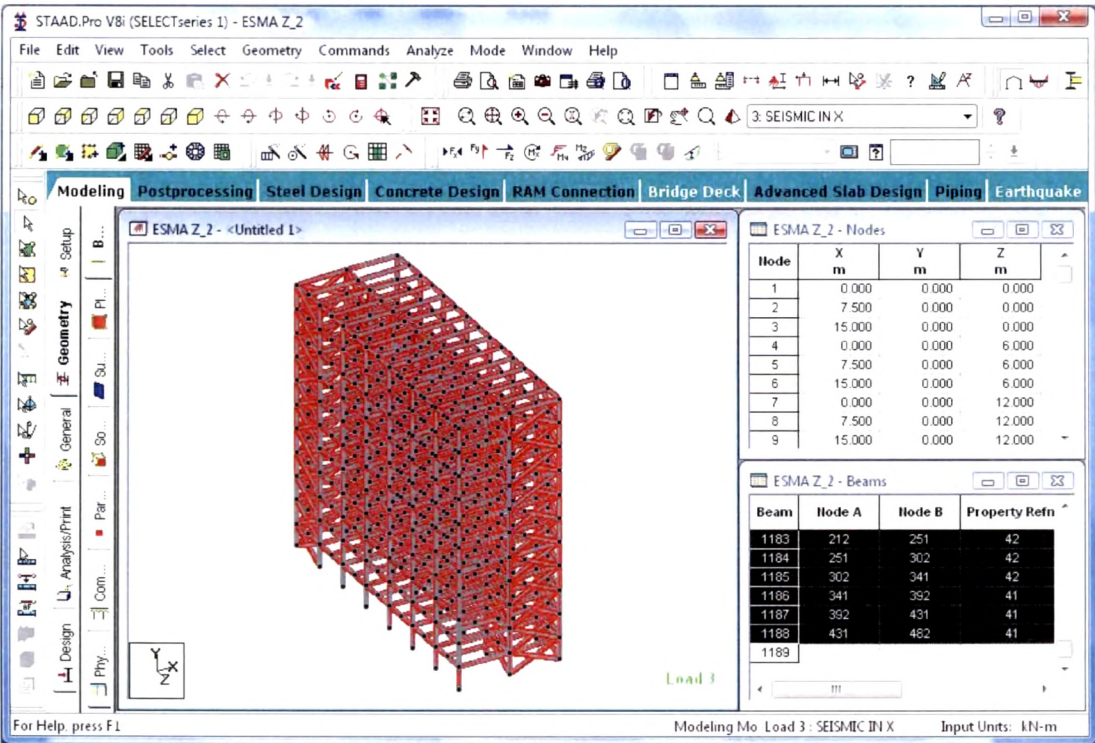 STAAD.Pro V8i (SELECTseries 1) - ESMA Z_2
File Edit View Tools Select Geometry Commands Analyze Mode Window Help
3: SEISMIC IN X
Modeling Postprocessing Steel Design Concrete Design RAM Connection Bridge Deck Advanced Slab Design Piping Earthquake
Setup
Geometry
General
Analysis/Print
Design
B...
Pl...
Su...
So...
Par...
Com...
Phy...
ESMA Z_2 - <Untitled 1>
Y
X
Z
Load 3
ESMA Z_2 - Nodes
Node X m Y m Z m
1 0.000 0.000 0.000
2 7.500 0.000 0.000
3 15.000 0.000 0.000
4 0.000 0.000 6.000
5 7.500 0.000 6.000
6 15.000 0.000 6.000
7 0.000 0.000 12.000
8 7.500 0.000 12.000
9 15.000 0.000 12.000
ESMA Z_2 - Beams
Beam Node A Node B Property Refn
1183 212 251 42
1184 251 302 42
1185 302 341 42
1186 341 392 41
1187 392 431 41
1188 431 482 41
1189
For Help, press F1 Modeling Mo Load 3 : SEISMIC IN X Input Units: kN-m